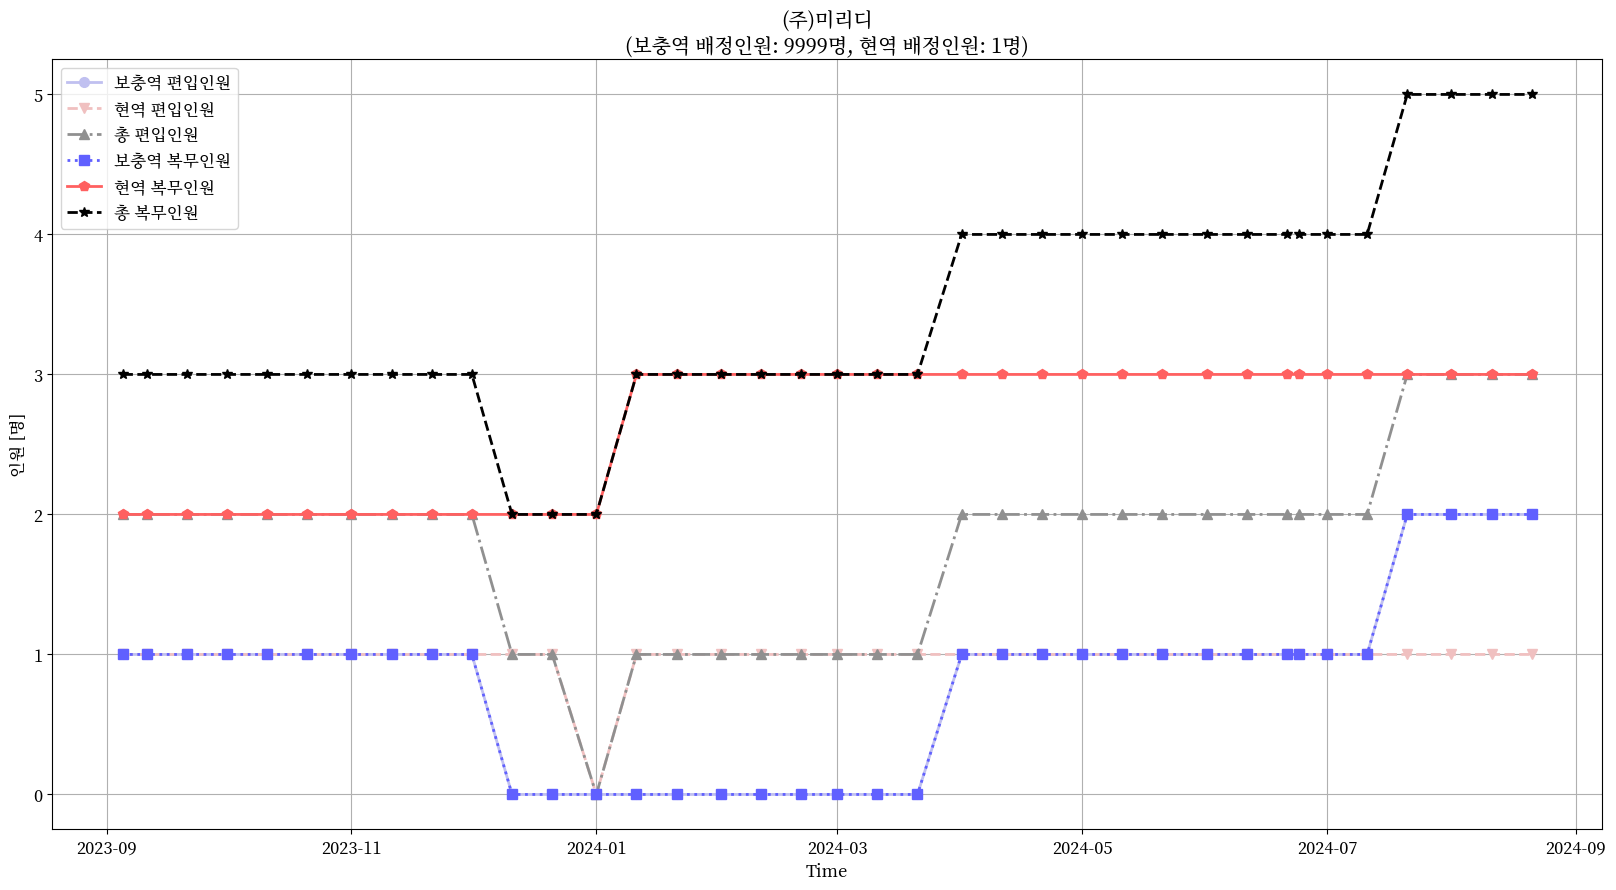 (주)미리디
(보충역 배정인원: 9999명, 현역 배정인원: 1명)
보충역 편입인원
현역 편입인원
총 편입인원
보충역 복무인원
현역 복무인원
총 복무인원
인원 [명]
5
4
3
2
1
0
2023-09
2023-11
2024-01
2024-03
2024-05
2024-07
2024-09
Time